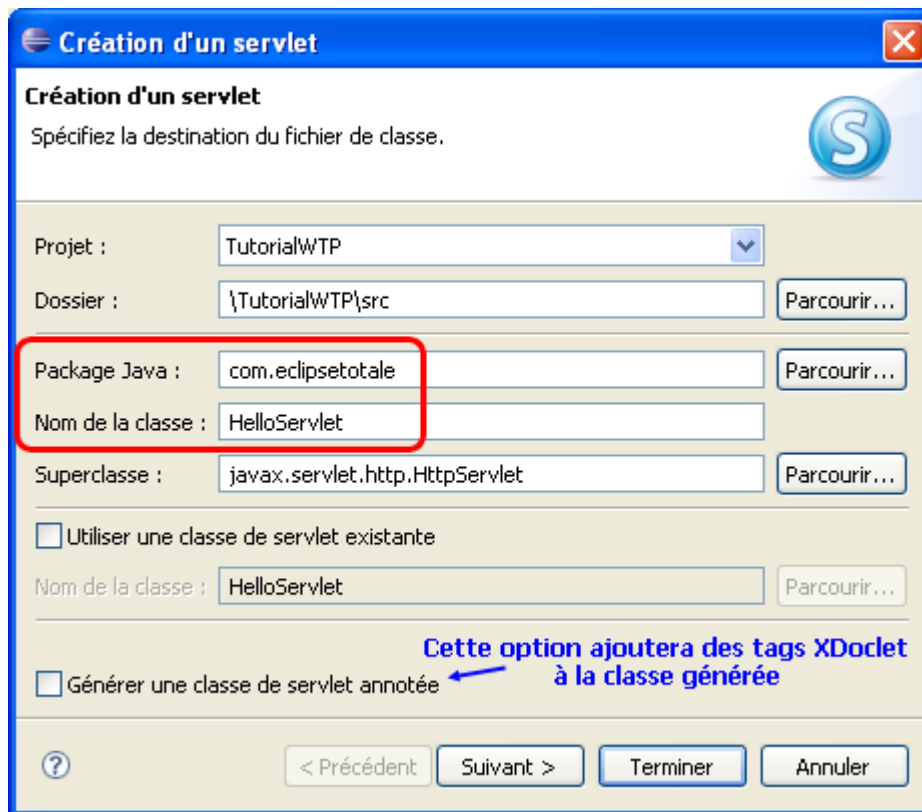 Création d'un servlet
Création d'un servlet
Spécifiez la destination du fichier de classe.
S
Projet : TutorialWTP
Dossier : \TutorialWTP\src Parcourir...
Package Java : com.eclipsetotale Parcourir...
Nom de la classe : HelloServlet
Superclasse : javax.servlet.http.HttpServlet Parcourir...
Utiliser une classe de servlet existante
Nom de la classe : HelloServlet Parcourir...
Cette option ajoutera des tags XDoclet
à la classe générée
Générer une classe de servlet annotée
? < Précédent Suivant > Terminer Annuler